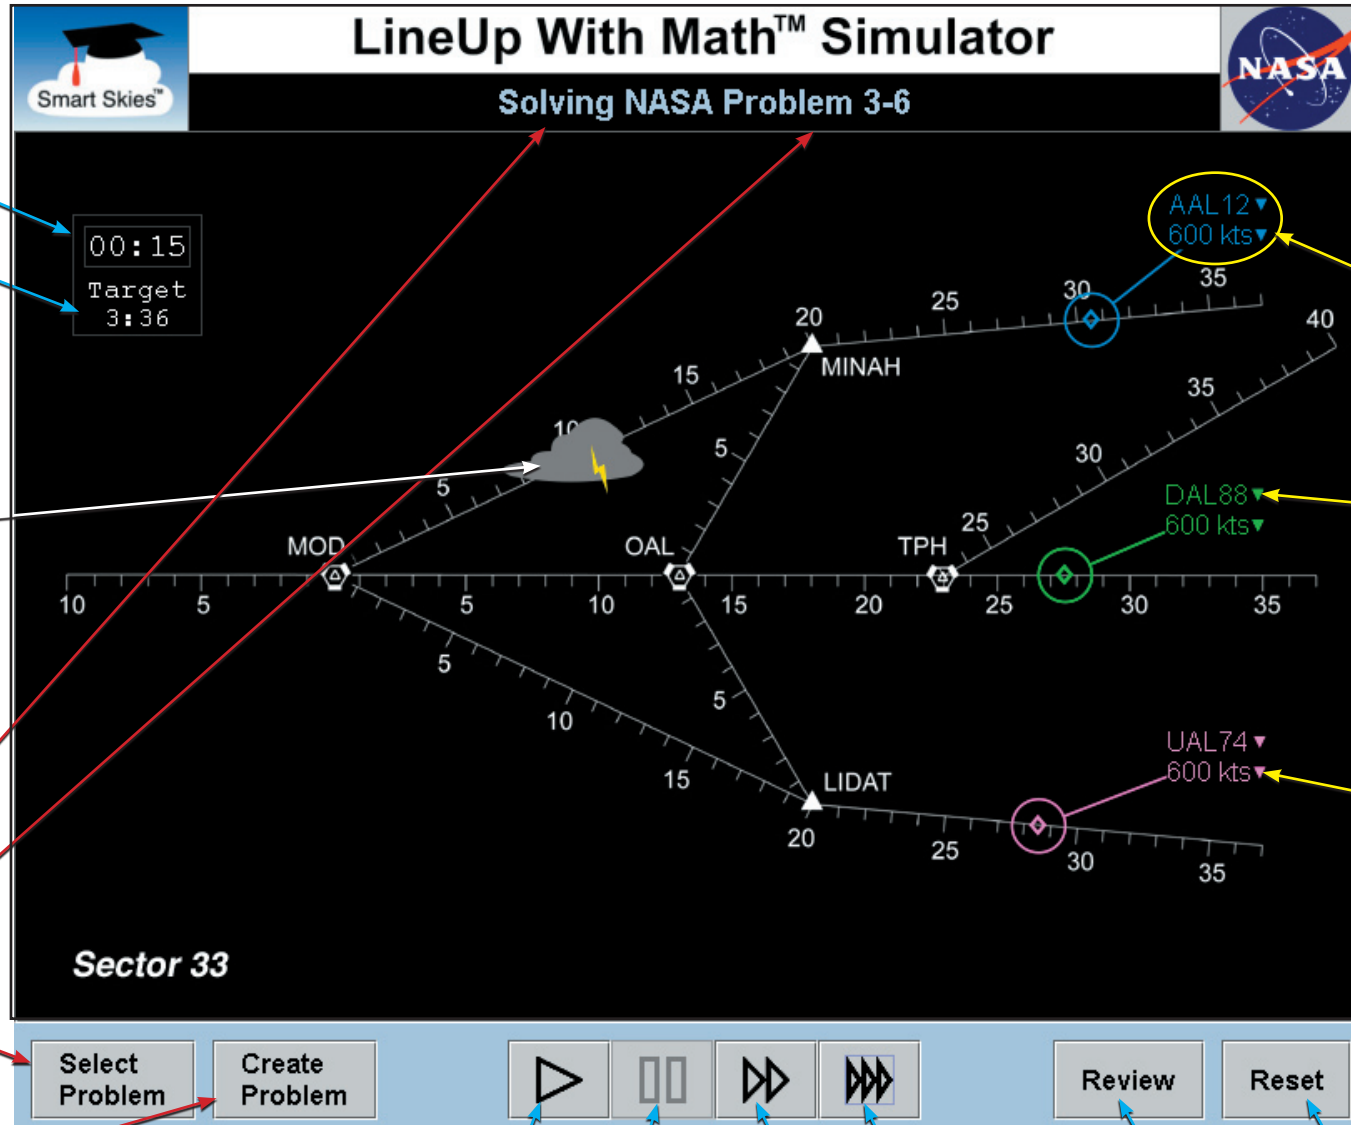 LineUp With Math™ Simulator
Smart Skies™
NASA
Solving NASA Problem 3-6
00:15
Target
3:36
AAL12
600 kts
35
30
25
20
40
MINAH
15
35
10
5
30
5
DAL88
600 kts
25
MOD
OAL
TPH
10
5
5
10
15
20
25
30
35
5
5
10
UAL74
600 kts
15
LIDAT
20
25
30
35
Sector 33
Select
Problem
Create
Problem
Review
Reset